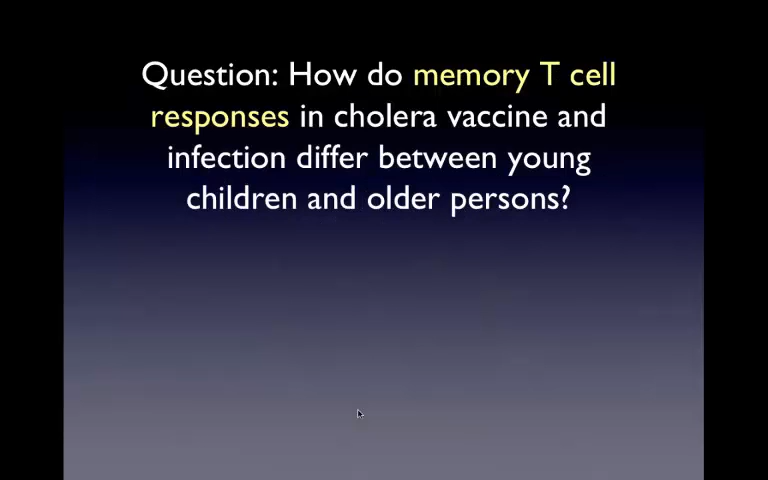 Question: How do memory T cell
responses in cholera vaccine and
infection differ between young
children and older persons?